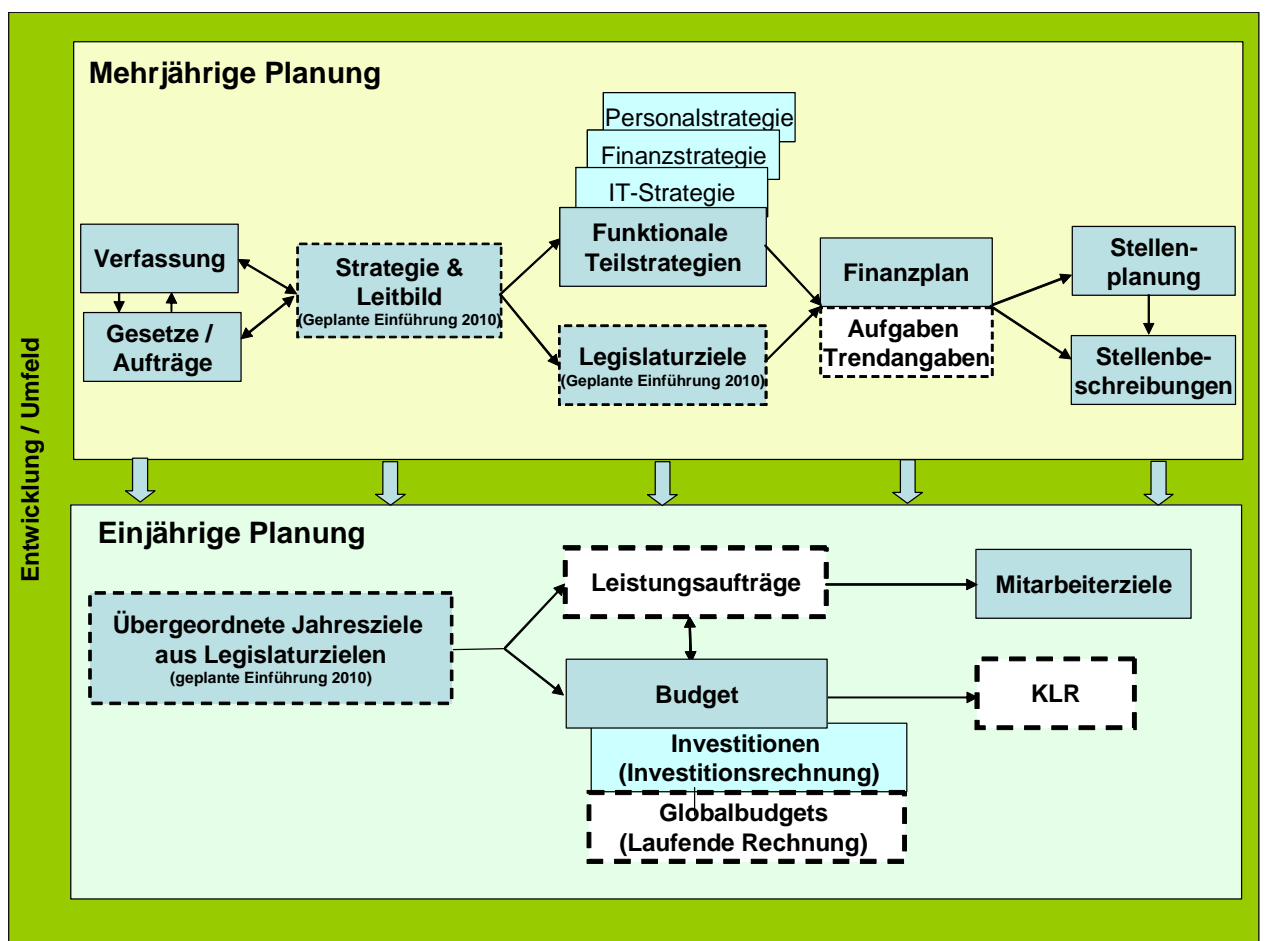 Entwicklung / Umfeld
Mehrjährige Planung
Personalstrategie
Finanzstrategie
IT-Strategie
Funktionale
Teilstrategien
Verfassung
Gesetze /
Aufträge
Strategie &
Leitbild
(Geplante Einführung 2010)
Legislaturziele
(Geplante Einführung 2010)
Finanzplan
Aufgaben
Trendangaben
Stellen-
planung
Stellenbe-
schreibungen
Einjährige Planung
Übergeordnete Jahresziele
aus Legislaturzielen
(geplante Einführung 2010)
Leistungsaufträge
Mitarbeiterziele
Budget
KLR
Investitionen
(Investitionsrechnung)
Globalbudgets
(Laufende Rechnung)